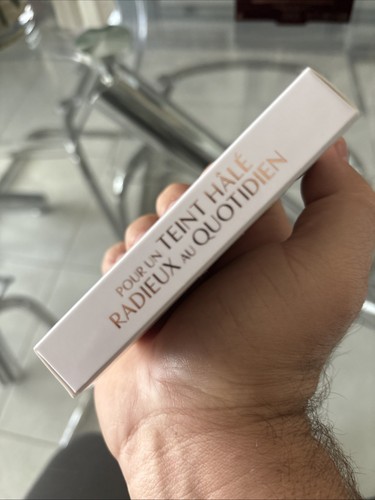 POUR UN TEINT HÂLÉ
RADIEUX AU QUOTIDIEN